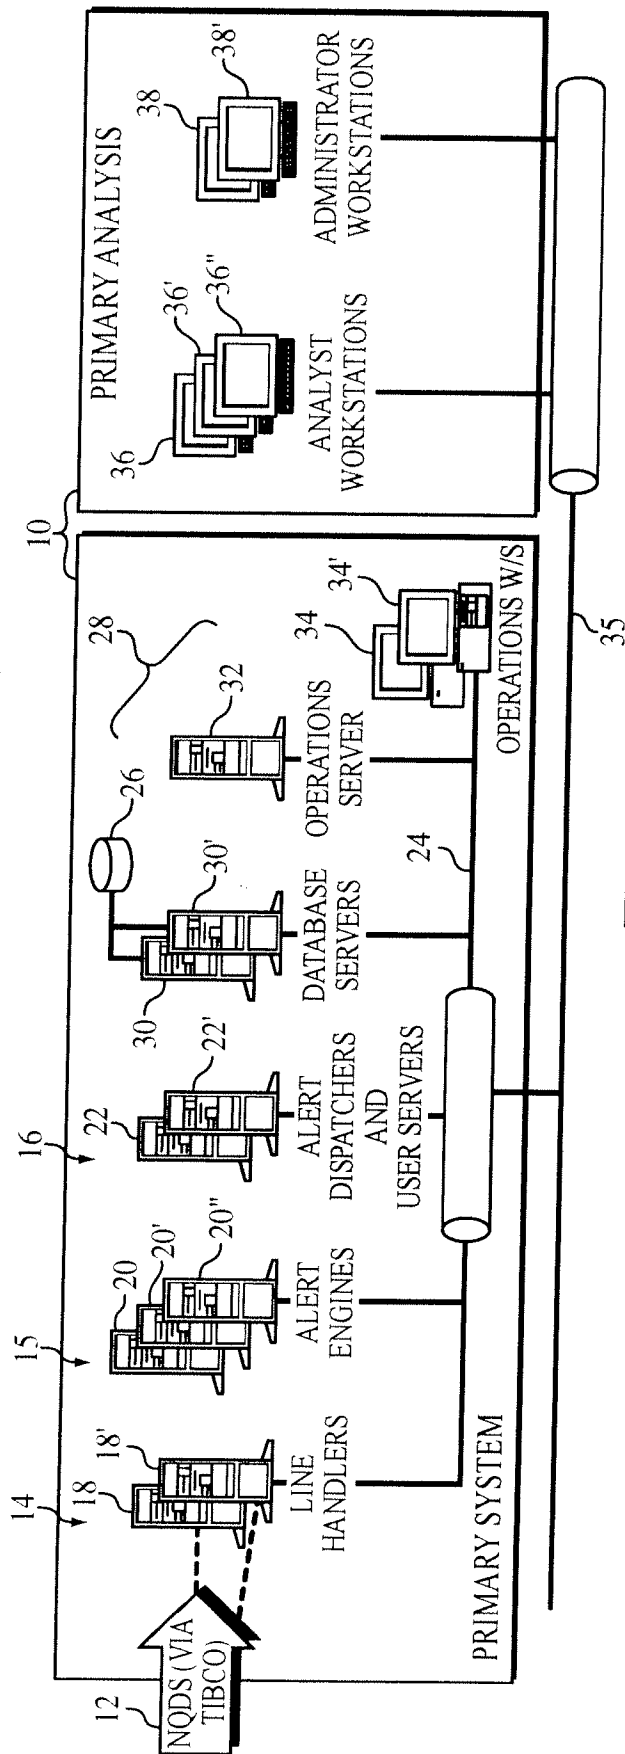 10
PRIMARY ANALYSIS
36
36'
36"
ANALYST
WORKSTATIONS
38
38'
ADMINISTRATOR
WORKSTATIONS
12
NQDS (VIA
TIBCO)
14
18
18'
LINE
HANDLERS
15
20
20'
20"
ALERT
ENGINES
16
22
22'
ALERT
DISPATCHERS
AND
USER SERVERS
26
30
30'
DATABASE
SERVERS
28
32
OPERATIONS
SERVER
24
34
34'
OPERATIONS W/S
PRIMARY SYSTEM
35